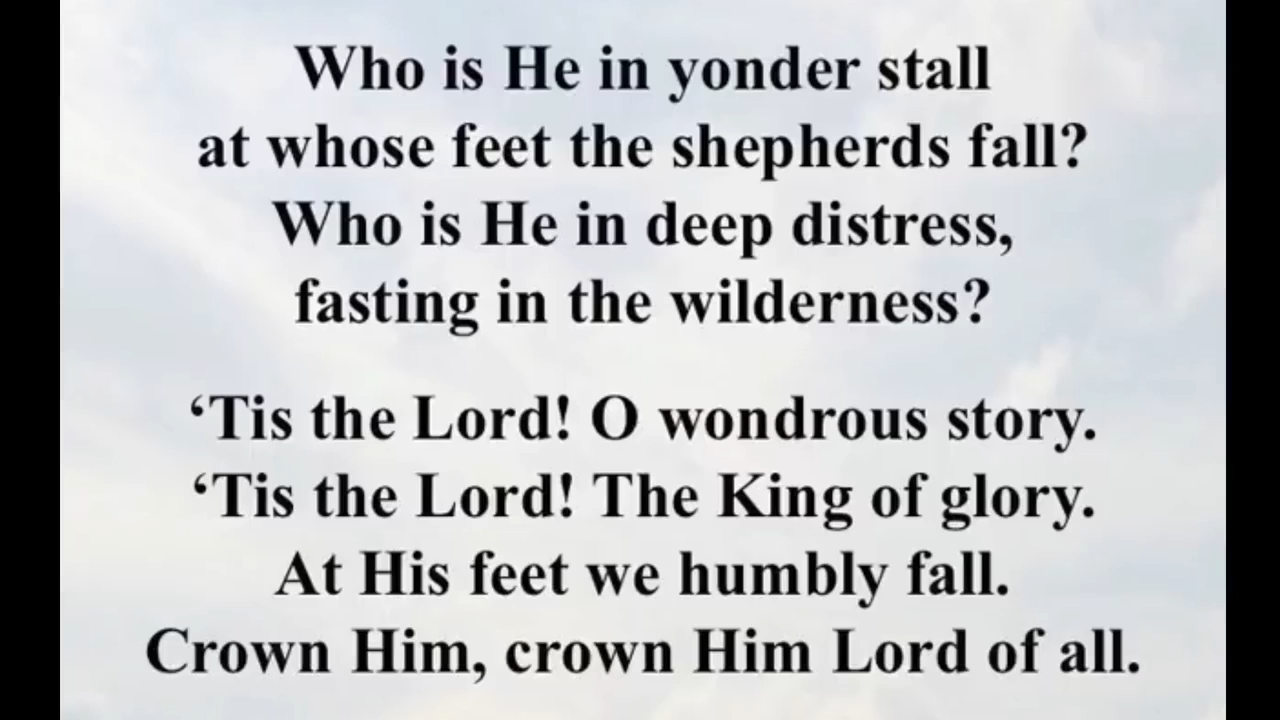 Who is He in yonder stall
at whose feet the shepherds fall?
Who is He in deep distress,
fasting in the wilderness?
‘Tis the Lord! O wondrous story.
‘Tis the Lord! The King of glory.
At His feet we humbly fall.
Crown Him, crown Him Lord of all.